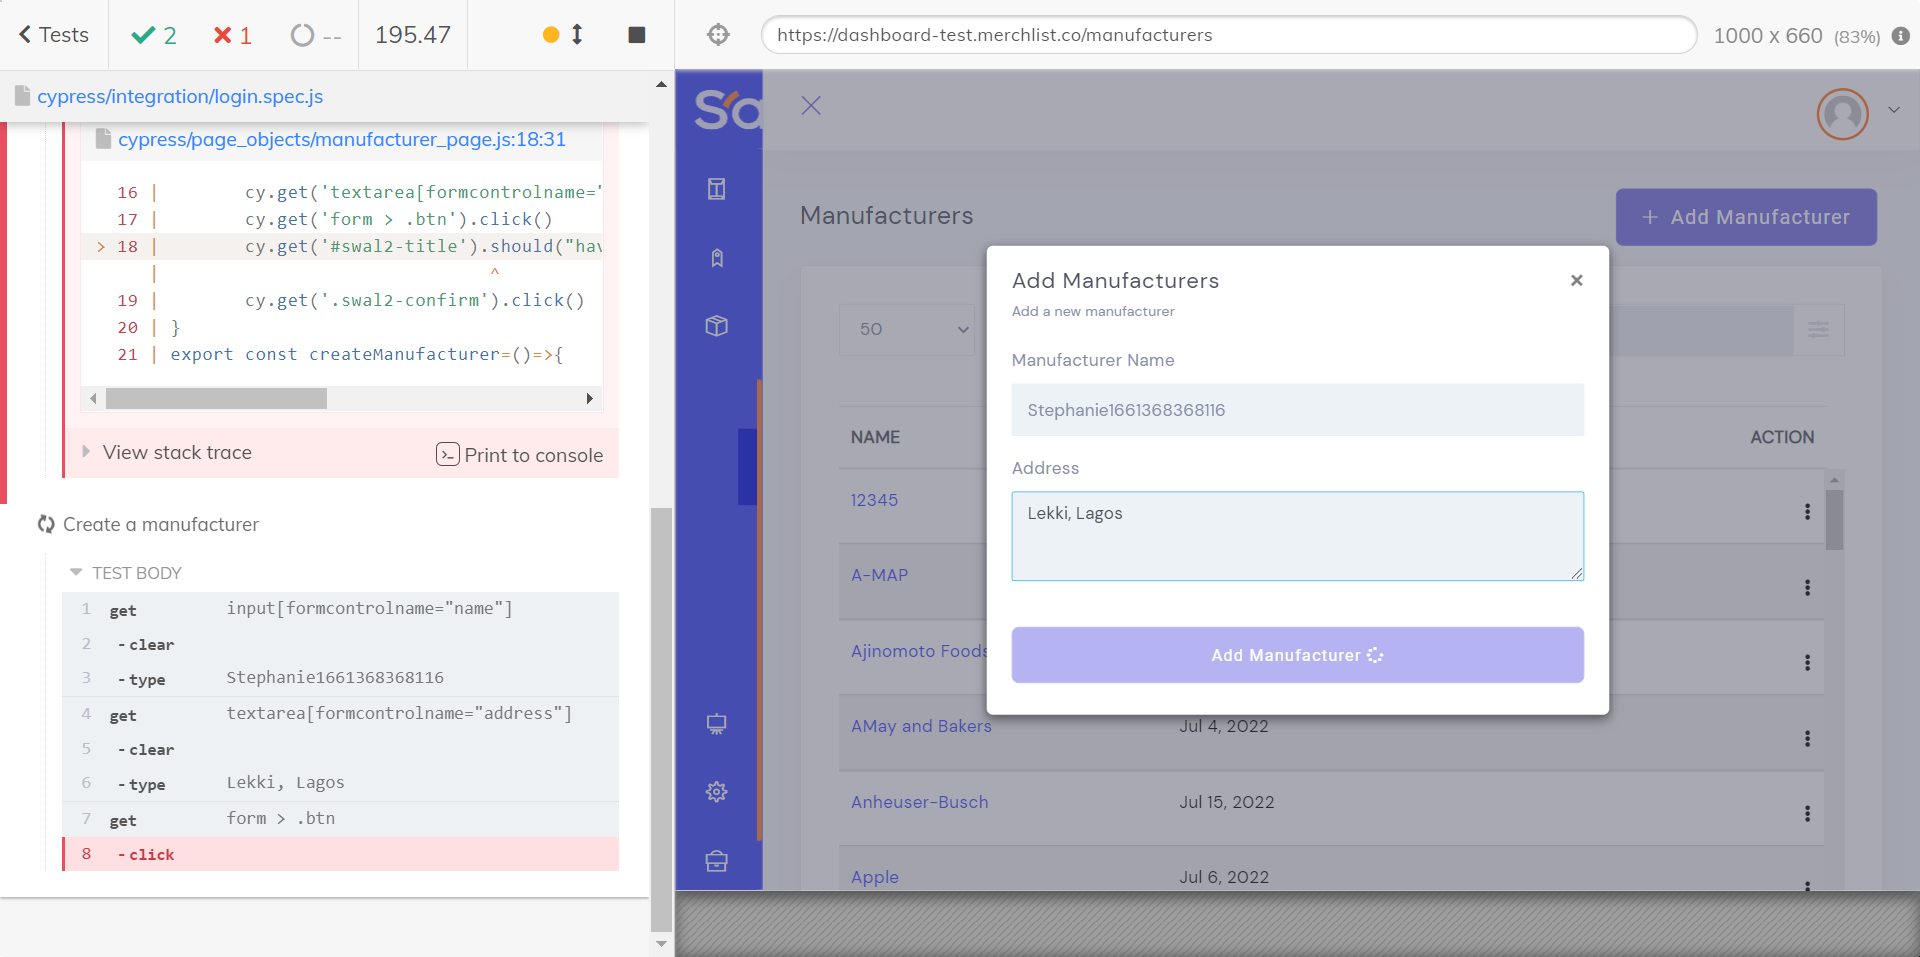 Tests
2
1
--
195.47
https://dashboard-test.merchlist.co/manufacturers
1000 x 660 (83%)
cypress/integration/login.spec.js
cypress/page_objects/manufacturer_page.js:18:31
16 | cy.get('textarea[formcontrolname="
17 | cy.get('form > .btn').click()
> 18 | cy.get('#swal2-title').should("hav
| ^
19 | cy.get('.swal2-confirm').click()
20 | }
21 | export const createManufacturer=()=>{
View stack trace
Print to console
Create a manufacturer
TEST BODY
1 get input[formcontrolname="name"]
2 -clear
3 -type Stephanie1661368368116
4 get textarea[formcontrolname="address"]
5 -clear
6 -type Lekki, Lagos
7 get form > .btn
8 -click
Manufacturers
+ Add Manufacturer
50
NAME
ACTION
12345
A-MAP
Ajinomoto Foods
AMay and Bakers Jul 4, 2022
Anheuser-Busch Jul 15, 2022
Apple Jul 6, 2022
Add Manufacturers
×
Add a new manufacturer
Manufacturer Name
Stephanie1661368368116
Address
Lekki, Lagos
Add Manufacturer